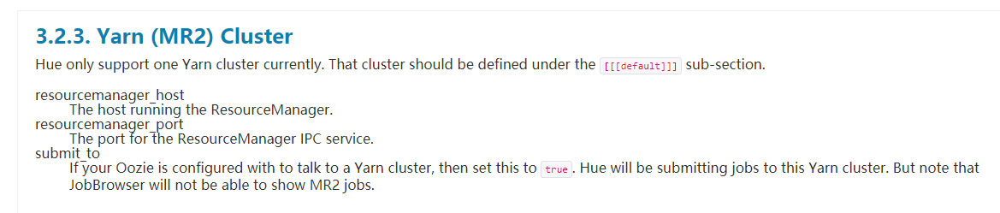 3.2.3. Yarn (MR2) Cluster
Hue only support one Yarn cluster currently. That cluster should be defined under the [[[default]]] sub-section.
resourcemanager_host
The host running the ResourceManager.
resourcemanager_port
The port for the ResourceManager IPC service.
submit_to
If your Oozie is configured with to talk to a Yarn cluster, then set this to true. Hue will be submitting jobs to this Yarn cluster. But note that
JobBrowser will not be able to show MR2 jobs.